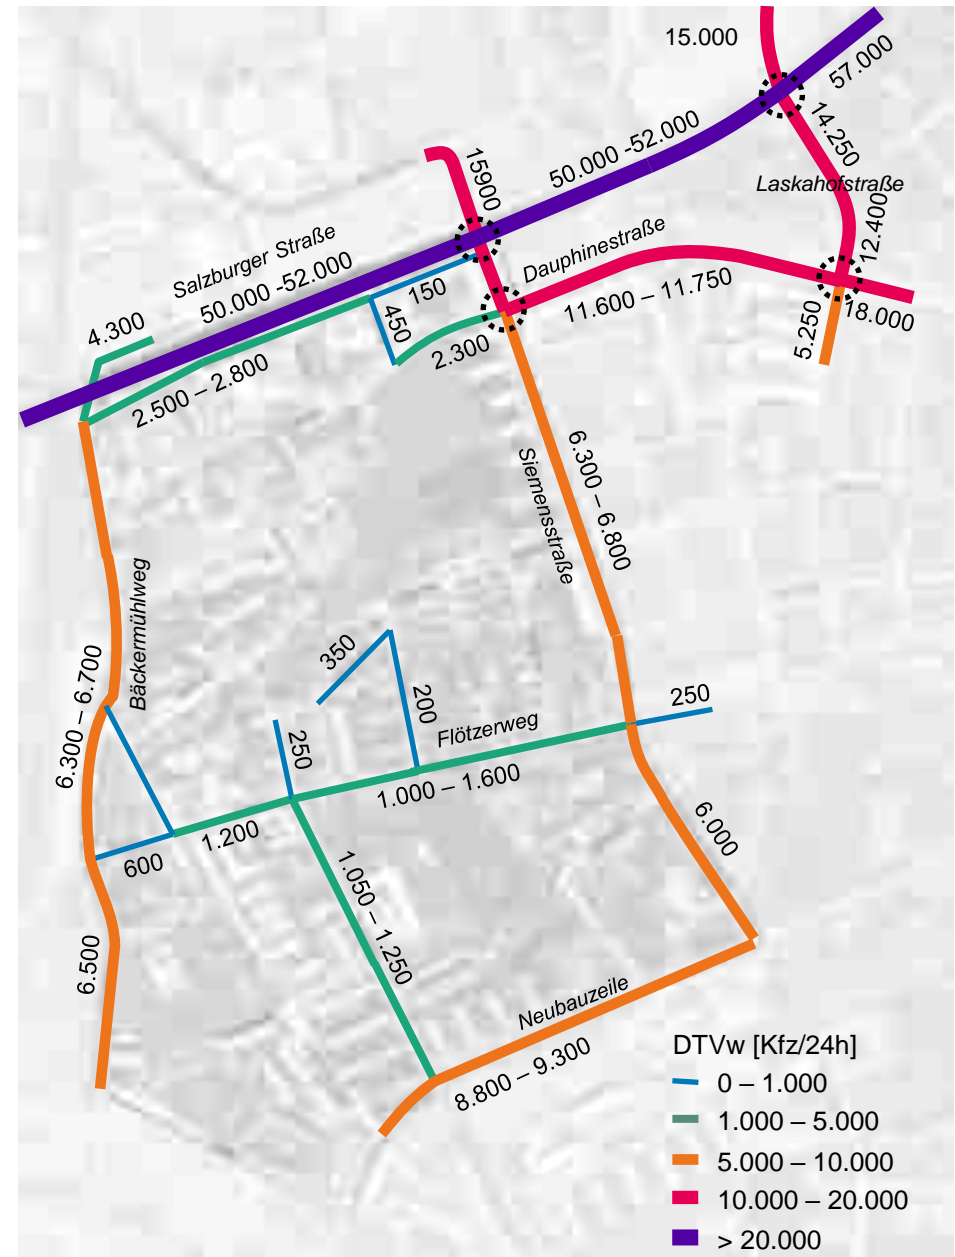 15.000
57.000
14.250
50.000 -52.000
15900
Laskahofstraße
12.400
Dauphinestraße
Salzburger Straße
50.000 -52.000
150
11.600 – 11.750
18.000
4.300
450
2.300
5.250
2.500 – 2.800
6.300 – 6.800
Siemensstraße
Bäckermühlweg
350
6.300 – 6.700
200
250
Flötzerweg
250
1.000 – 1.600
6.000
1.200
600
1.050 – 1.250
6.500
Neubauzeile
8.800 – 9.300
DTVw [Kfz/24h]
0 – 1.000
1.000 – 5.000
5.000 – 10.000
10.000 – 20.000
> 20.000